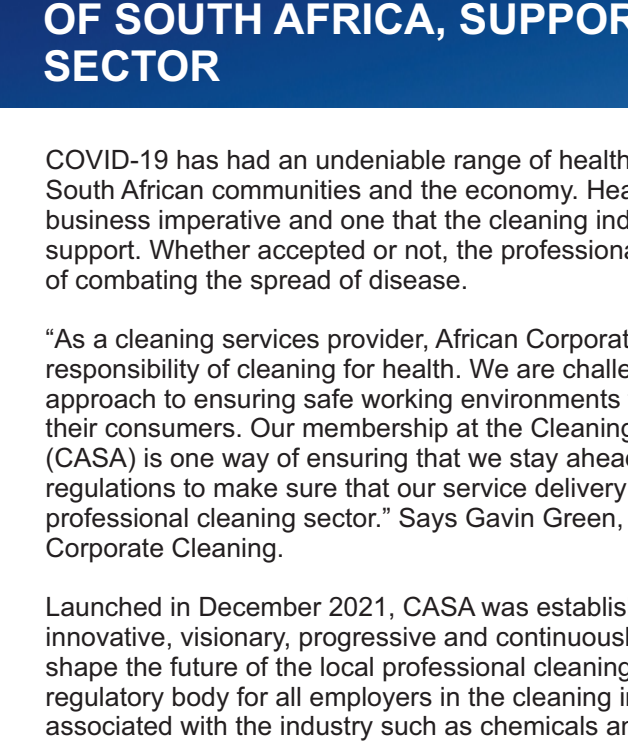 OF SOUTH AFRICA, SUPPOR
SECTOR
COVID-19 has had an undeniable range of health
South African communities and the economy. Hea
business imperative and one that the cleaning ind
support. Whether accepted or not, the professiona
of combating the spread of disease.
“As a cleaning services provider, African Corporat
responsibility of cleaning for health. We are challe
approach to ensuring safe working environments
their consumers. Our membership at the Cleaning
(CASA) is one way of ensuring that we stay ahead
regulations to make sure that our service delivery
professional cleaning sector.” Says Gavin Green,
Corporate Cleaning.
Launched in December 2021, CASA was establis
innovative, visionary, progressive and continuousl
shape the future of the local professional cleaning
regulatory body for all employers in the cleaning i
associated with the industry such as chemicals a